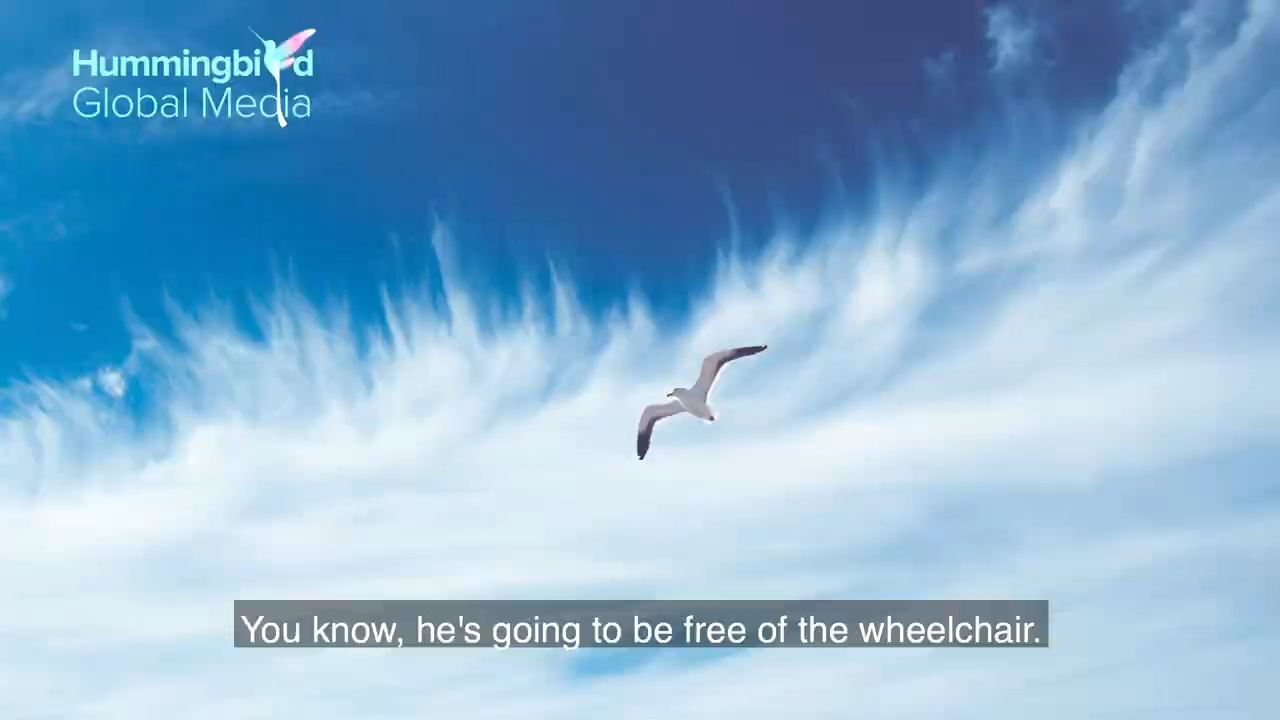 Hummingbird
Global Media
You know, he's going to be free of the wheelchair.